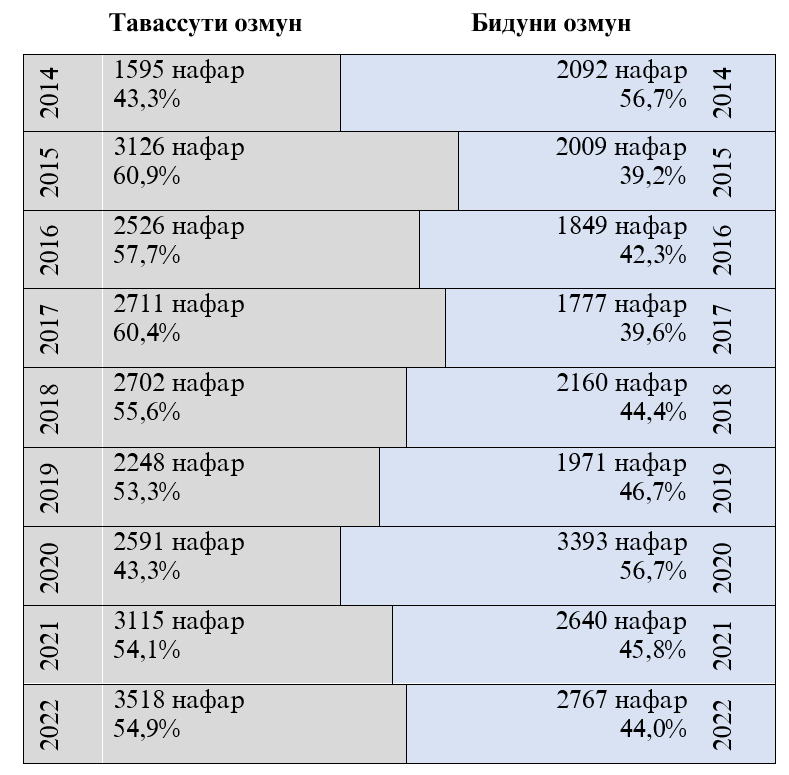 Тавассути озмун Бидуни озмун
2014 1595 нафар 2092 нафар 2014
43,3% 56,7%
2015 3126 нафар 2009 нафар 2015
60,9% 39,2%
2016 2526 нафар 1849 нафар 2016
57,7% 42,3%
2017 2711 нафар 1777 нафар 2017
60,4% 39,6%
2018 2702 нафар 2160 нафар 2018
55,6% 44,4%
2019 2248 нафар 1971 нафар 2019
53,3% 46,7%
2020 2591 нафар 3393 нафар 2020
43,3% 56,7%
2021 3115 нафар 2640 нафар 2021
54,1% 45,8%
2022 3518 нафар 2767 нафар 2022
54,9% 44,0%